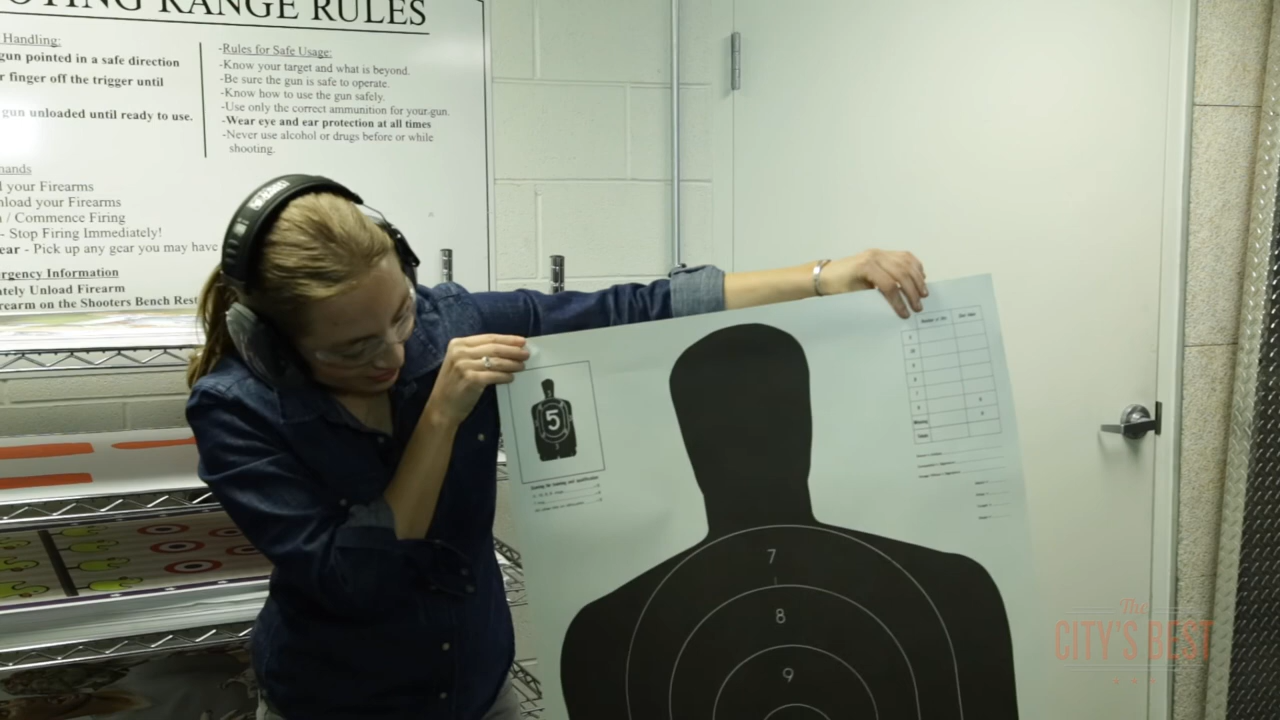 OTING RANGE RULES
Handling:
gun pointed in a safe direction
r finger off the trigger until
gun unloaded until ready to use.
-Rules for Safe Usage:
-Know your target and what is beyond.
-Be sure the gun is safe to operate.
-Know how to use the gun safely.
-Use only the correct ammunition for your gun.
-Wear eye and ear protection at all times
-Never use alcohol or drugs before or while
shooting.
mands
d your Firearms
nload your Firearms
n / Commence Firing
- Stop Firing Immediately!
ear - Pick up any gear you may have
ergency Information
ately Unload Firearm
rearm on the Shooters Bench Rest
5
7
8
9
The
CITY'S BEST